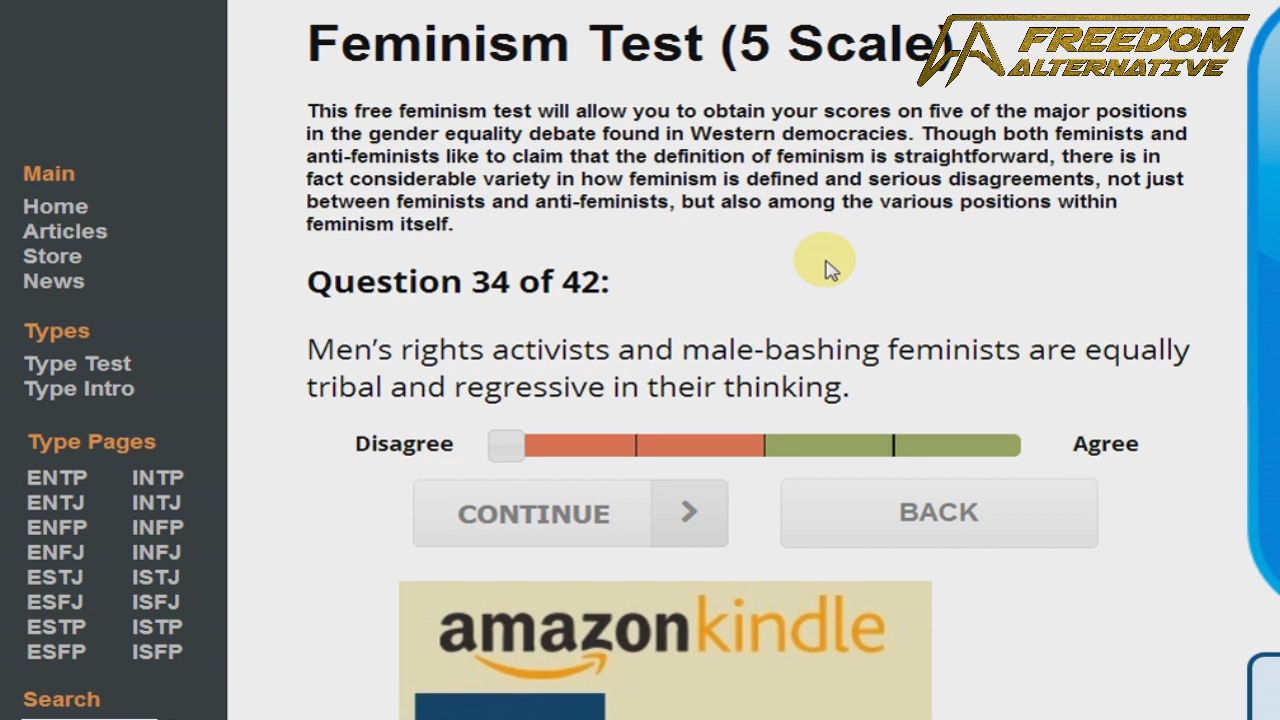 Feminism Test (5 Scale)
FREEDOM
ALTERNATIVE
This free feminism test will allow you to obtain your scores on five of the major positions
in the gender equality debate found in Western democracies. Though both feminists and
anti-feminists like to claim that the definition of feminism is straightforward, there is in
fact considerable variety in how feminism is defined and serious disagreements, not just
between feminists and anti-feminists, but also among the various positions within
feminism itself.
Question 34 of 42:
Men's rights activists and male-bashing feminists are equally
tribal and regressive in their thinking.
Disagree Agree
CONTINUE > BACK
amazonkindle
Main
Home
Articles
Store
News
Types
Type Test
Type Intro
Type Pages
ENTP INTP
ENTJ INTJ
ENFP INFP
ENFJ INFJ
ESTJ ISTJ
ESFJ ISFJ
ESTP ISTP
ESFP ISFP
Search